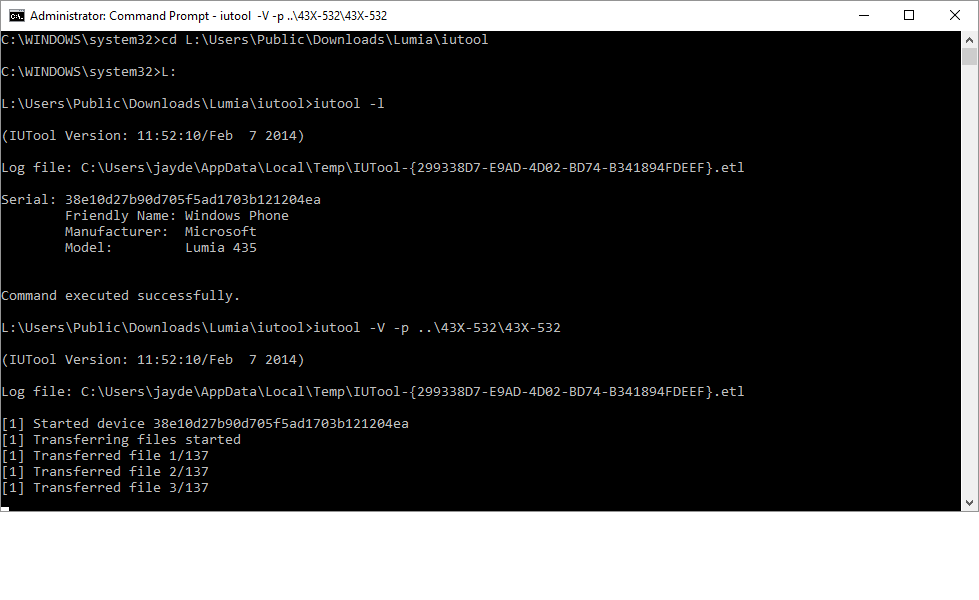 Administrator: Command Prompt - iutool  -V -p ..\43X-532\43X-532
C:\WINDOWS\system32>cd L:\Users\Public\Downloads\Lumia\iutool
C:\WINDOWS\system32>L:
L:\Users\Public\Downloads\Lumia\iutool>iutool -l
(IUTool Version: 11:52:10/Feb  7 2014)
Log file: C:\Users\jayde\AppData\Local\Temp\IUTool-{299338D7-E9AD-4D02-BD74-B341894FDEEF}.etl
Serial: 38e10d27b90d705f5ad1703b121204ea
        Friendly Name: Windows Phone
        Manufacturer:  Microsoft
        Model:         Lumia 435
Command executed successfully.
L:\Users\Public\Downloads\Lumia\iutool>iutool -V -p ..\43X-532\43X-532
(IUTool Version: 11:52:10/Feb  7 2014)
Log file: C:\Users\jayde\AppData\Local\Temp\IUTool-{299338D7-E9AD-4D02-BD74-B341894FDEEF}.etl
[1] Started device 38e10d27b90d705f5ad1703b121204ea
[1] Transferring files started
[1] Transferred file 1/137
[1] Transferred file 2/137
[1] Transferred file 3/137